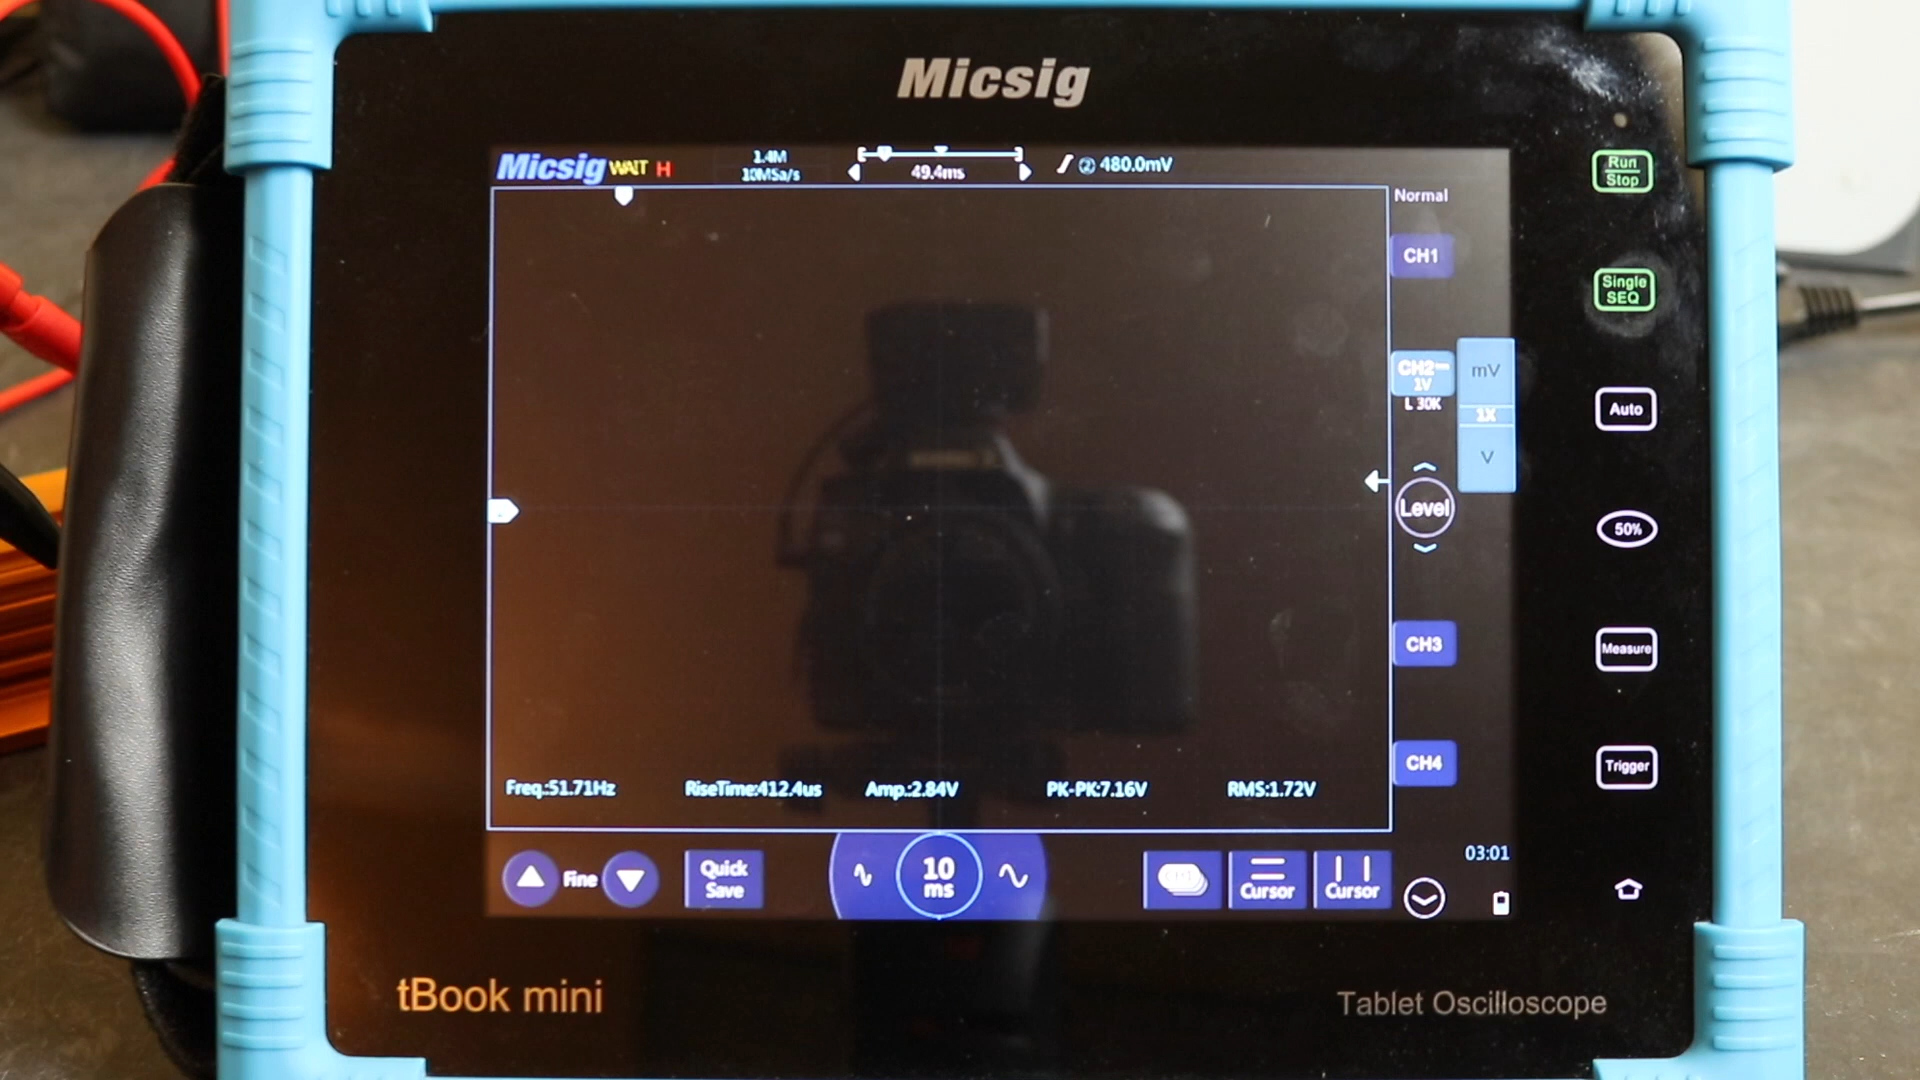 Micsig
Micsig WAIT H
1.4M
10MSa/s
49.4ms
② 480.0mV
Normal
CH1
CH2
1V
L 30K
mV
1X
V
Level
CH3
CH4
Freq.:51.71Hz RiseTime:412.4us Amp.:2.84V PK-PK:7.16V RMS:1.72V
Fine
Quick
Save
10
ms
Cursor
Cursor
03:01
Run
Stop
Single
SEQ
Auto
50%
Measure
Trigger
tBook mini
Tablet Oscilloscope